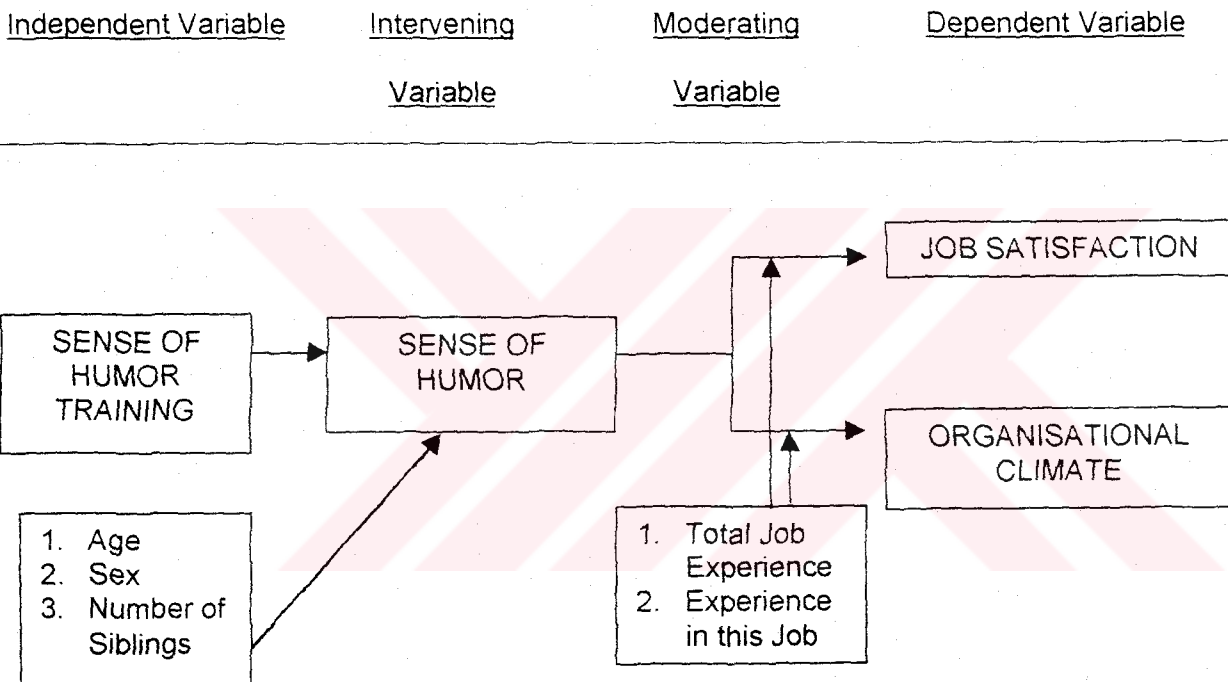 Independent Variable
Intervening
Variable
Moderating
Variable
Dependent Variable
SENSE OF
HUMOR
TRAINING
SENSE OF
HUMOR
JOB SATISFACTION
ORGANISATIONAL
CLIMATE
1. Age
2. Sex
3. Number of
Siblings
1. Total Job
Experience
2. Experience
in this Job